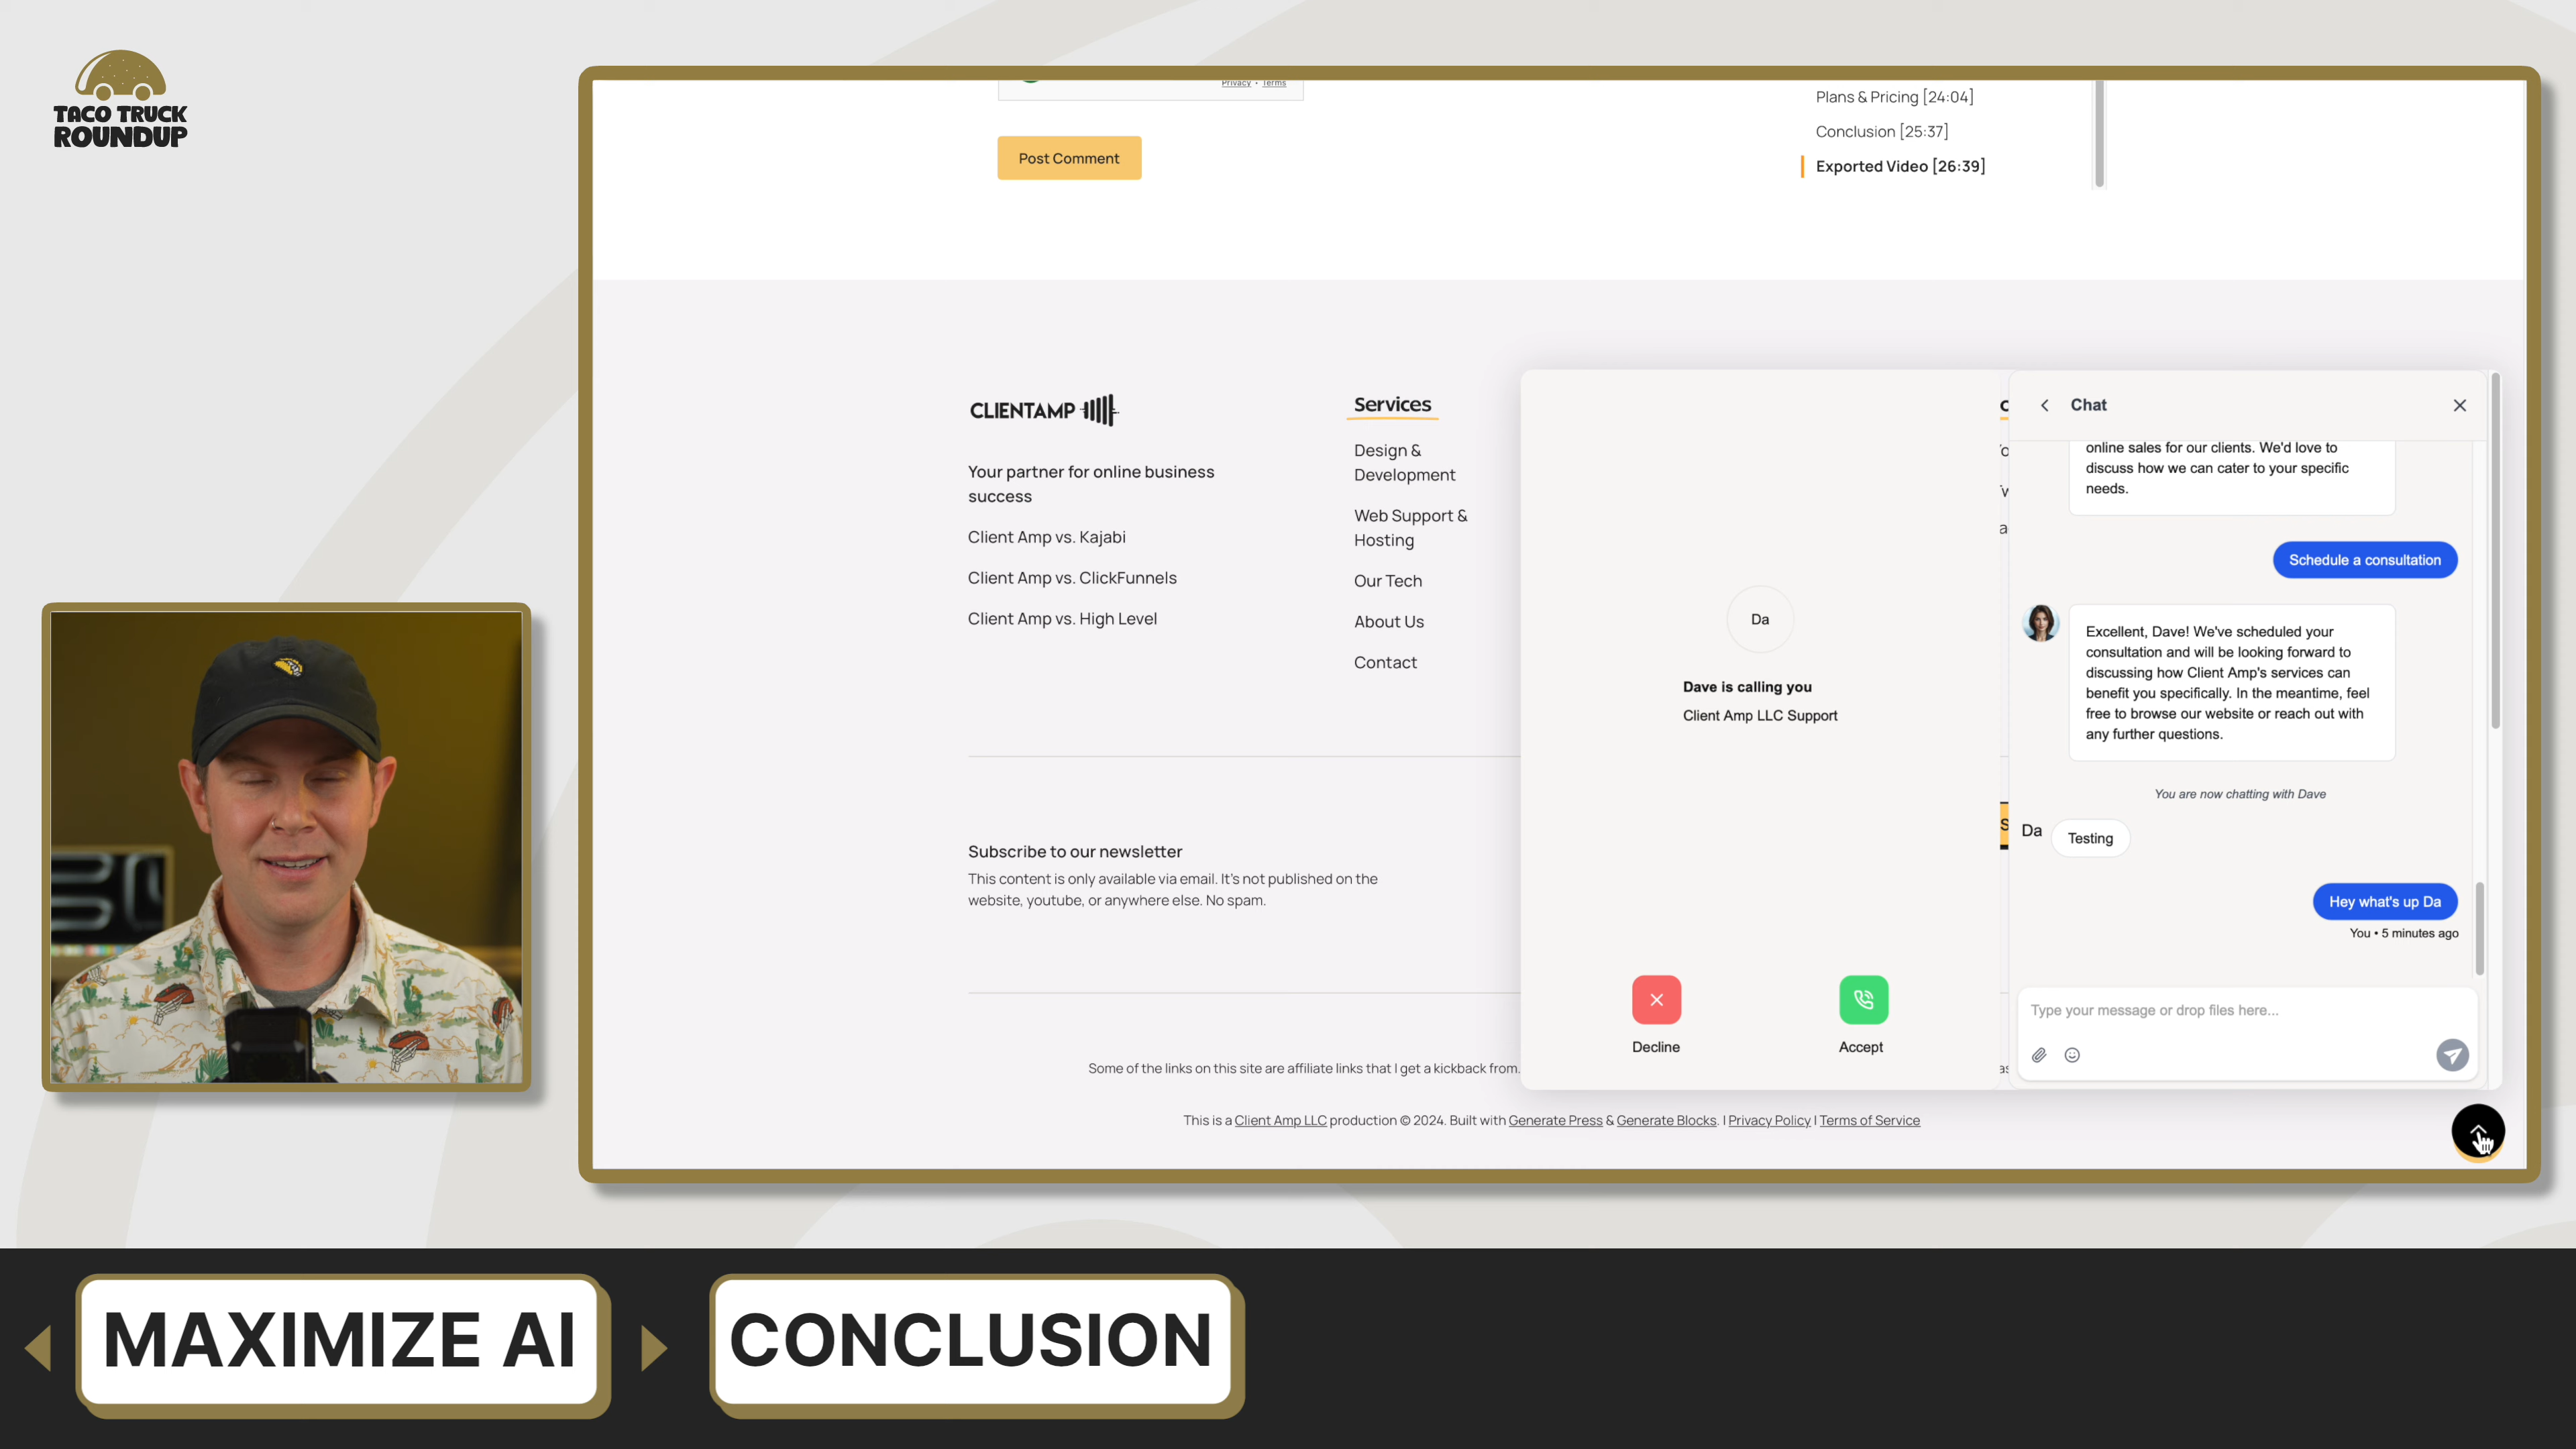 TACO TRUCK
ROUNDUP
Privacy • Terms
Post Comment
Plans & Pricing [24:04]
Conclusion [25:37]
Exported Video [26:39]
CLIENTAMP
Your partner for online business
success
Client Amp vs. Kajabi
Client Amp vs. ClickFunnels
Client Amp vs. High Level
Services
Design &
Development
Web Support &
Hosting
Our Tech
About Us
Contact
Subscribe to our newsletter
This content is only available via email. It's not published on the
website, youtube, or anywhere else. No spam.
Some of the links on this site are affiliate links that I get a kickback from.
This is a Client Amp LLC production © 2024. Built with Generate Press & Generate Blocks. | Privacy Policy | Terms of Service
Da
Dave is calling you
Client Amp LLC Support
Decline
Accept
Chat
online sales for our clients. We'd love to
discuss how we can cater to your specific
needs.
Schedule a consultation
Excellent, Dave! We've scheduled your
consultation and will be looking forward to
discussing how Client Amp's services can
benefit you specifically. In the meantime, feel
free to browse our website or reach out with
any further questions.
You are now chatting with Dave
Da
Testing
Hey what's up Da
You • 5 minutes ago
Type your message or drop files here...
MAXIMIZE AI
CONCLUSION